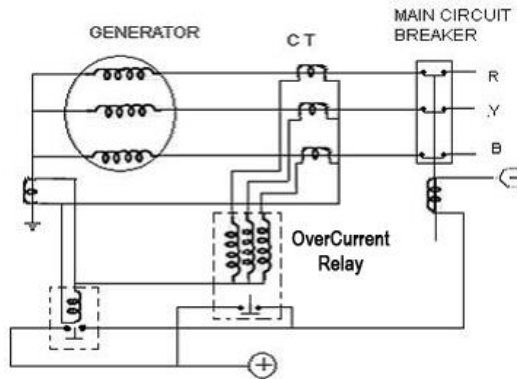 GENERATOR
C T
MAIN CIRCUIT
BREAKER
R
Y
B
OverCurrent
Relay
+